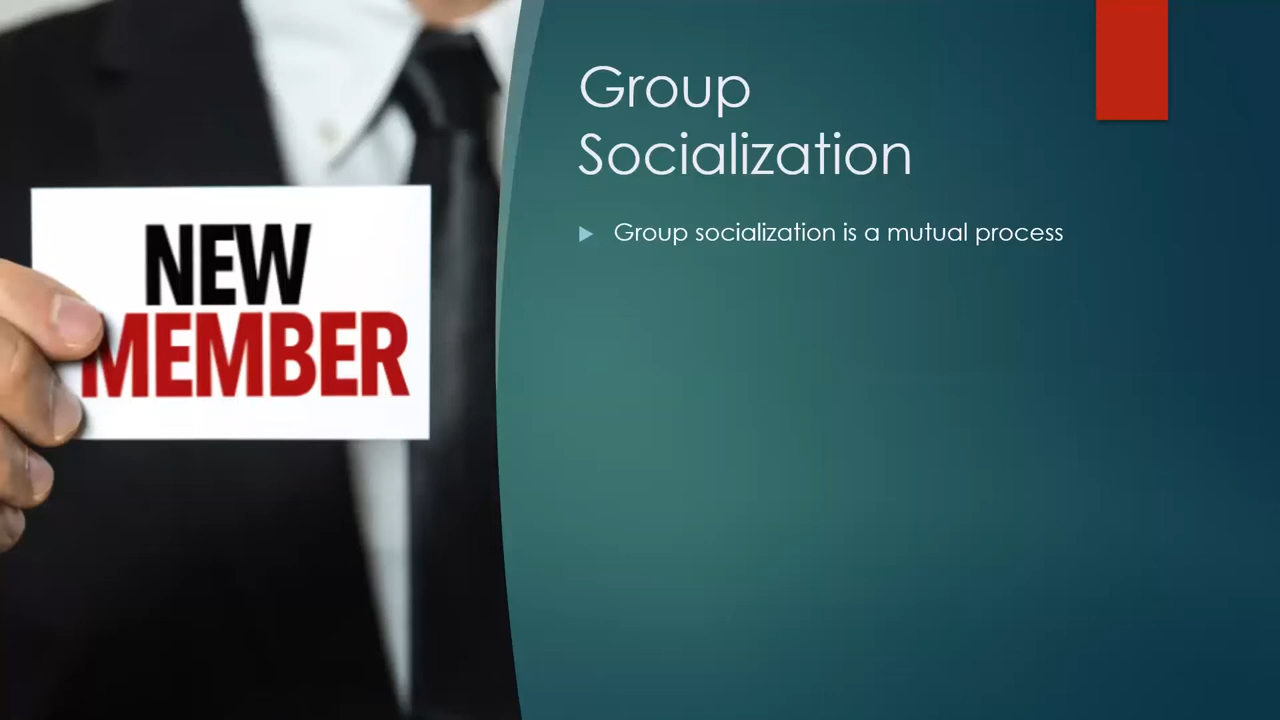 NEW
MEMBER
Group
Socialization
Group socialization is a mutual process